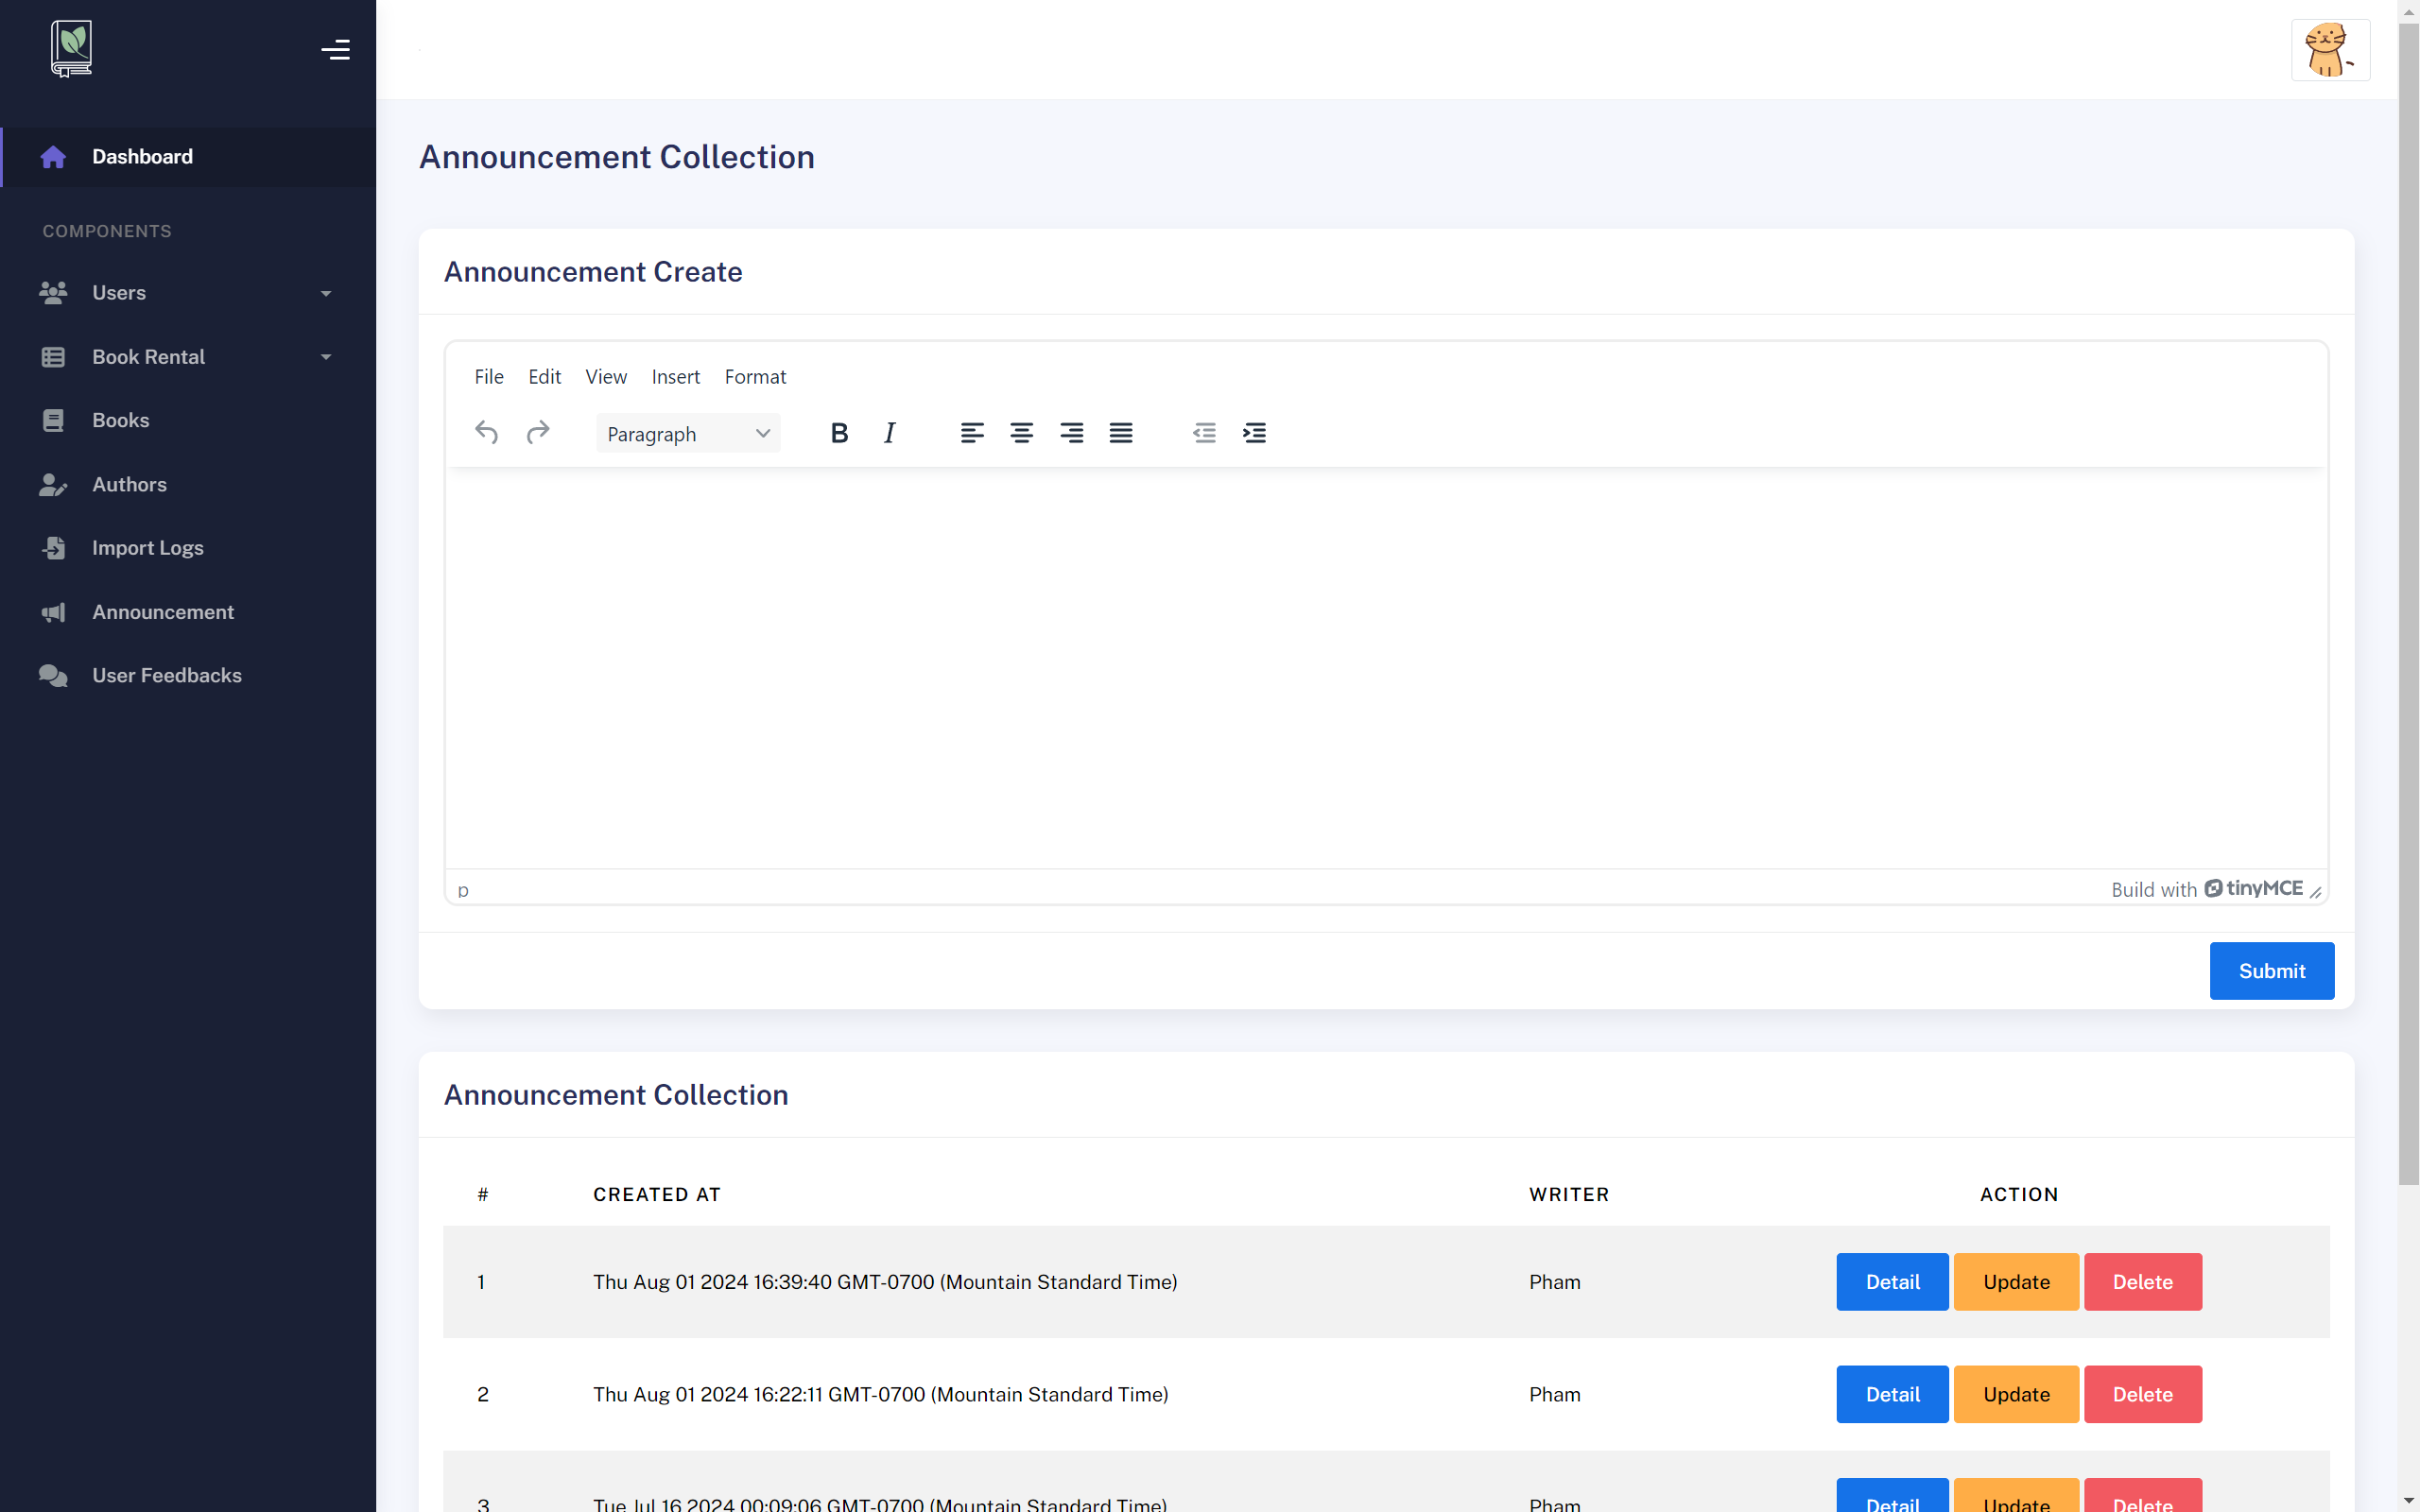 Dashboard
COMPONENTS
Users
Book Rental
Books
Authors
Import Logs
Announcement
User Feedbacks
Announcement Collection
Announcement Create
File Edit View Insert Format
Paragraph B I
p
Build with tinyMCE
Submit
Announcement Collection
# CREATED AT WRITER ACTION
1 Thu Aug 01 2024 16:39:40 GMT-0700 (Mountain Standard Time) Pham Detail Update Delete
2 Thu Aug 01 2024 16:22:11 GMT-0700 (Mountain Standard Time) Pham Detail Update Delete
3 Tue Jul 16 2024 00:09:06 GMT-0700 (Mountain Standard Time) Pham Detail Update Delete